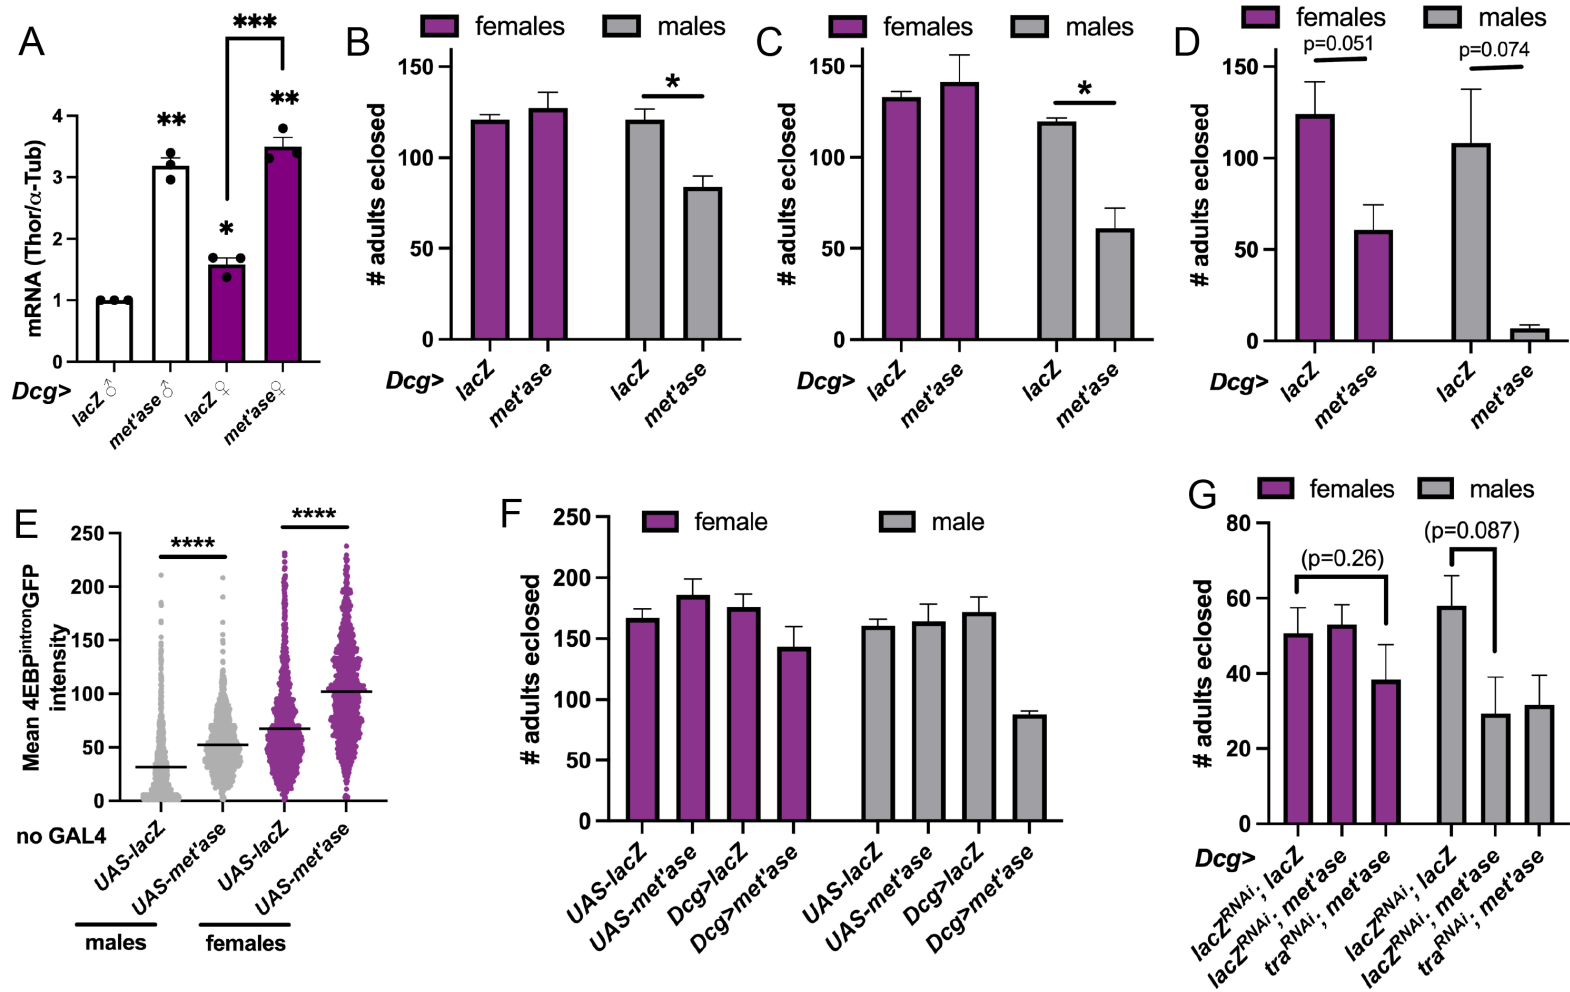 A
***
**
**
*
mRNA (Thor/α-Tub)
4
3
2
1
0
Dcg>
lacZ ♂
met'ase ♂
lacZ ♀
met'ase♀
B
females
males
*
# adults eclosed
150
100
50
0
Dcg>
lacZ
met'ase
lacZ
met'ase
C
females
males
*
# adults eclosed
150
100
50
0
Dcg>
lacZ
met'ase
lacZ
met'ase
D
females
males
p=0.051
p=0.074
# adults eclosed
150
100
50
0
Dcg>
lacZ
met'ase
lacZ
met'ase
E
****
****
Mean 4EBPintronGFP
intensity
250
200
150
100
50
0
no GAL4
UAS-lacZ
UAS-met'ase
UAS-lacZ
UAS-met'ase
males
females
F
female
male
# adults eclosed
250
200
150
100
50
0
UAS-lacZ
UAS-met'ase
Dcg>lacZ
Dcg>met'ase
UAS-lacZ
UAS-met'ase
Dcg>lacZ
Dcg>met'ase
G
females
males
(p=0.26)
(p=0.087)
# adults eclosed
80
60
40
20
0
Dcg>
lacZRNAi; lacZ
lacZRNAi; met'ase
traRNAi; met'ase
lacZRNAi; lacZ
lacZRNAi; met'ase
traRNAi; met'ase